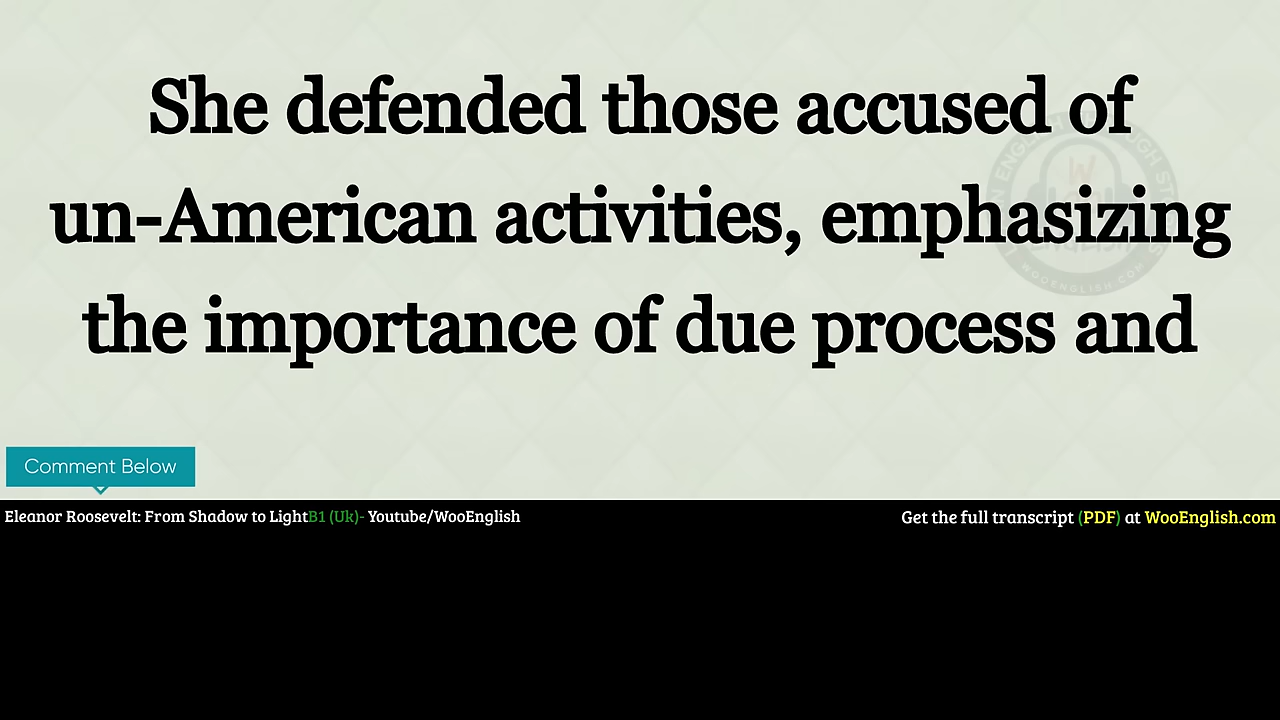 She defended those accused of
un-American activities, emphasizing
the importance of due process and
Comment Below
Eleanor Roosevelt: From Shadow to LightB1 (Uk)- Youtube/WooEnglish
Get the full transcript (PDF) at WooEnglish.com